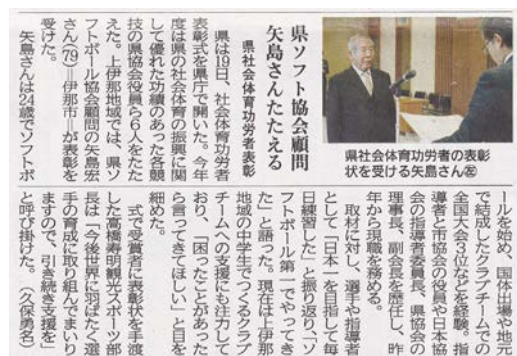 県ソフト協会顧問
矢島さんたたえる
県社会体育功労者表彰
県社会体育功労者の表彰
状を受ける矢島さん㊧
県は19日、社会体育功労者
表彰式を県庁で開いた。今年
度は県の社会体育の振興に関
して優れた功績のあった各競
技の県協会役員ら6人をたた
えた。上伊那地域では、県ソ
フトボール協会顧問の矢島宏
さん(79)=伊那市=が表彰を
受けた。
矢島さんは24歳でソフトボ
ールを始め、国体出場や地元
で結成したクラブチームでの
全国大会3位などを経験。指
導者と市協会の役員や日本協
会の指導者委員長、県協会の
理事長、副会長を歴任し、昨
年から現職を務める。
取材に対し、選手や指導者
として「日本一を目指して毎
日練習した」と振り返り、「ソ
フトボール第一でやってき
た」と語った。現在は上伊那
地域の中学生でつくるクラブ
チームへの支援にも注力して
おり、「困ったことがあった
ら言ってきてほしい」と目を
細めた。
式で受賞者に表彰状を手渡
した高橋寿明観光スポーツ部
長は「今後世界に羽ばたく選
手の育成に取り組んでまいり
ますので、引き続き支援を」
と呼び掛けた。(久保勇名)